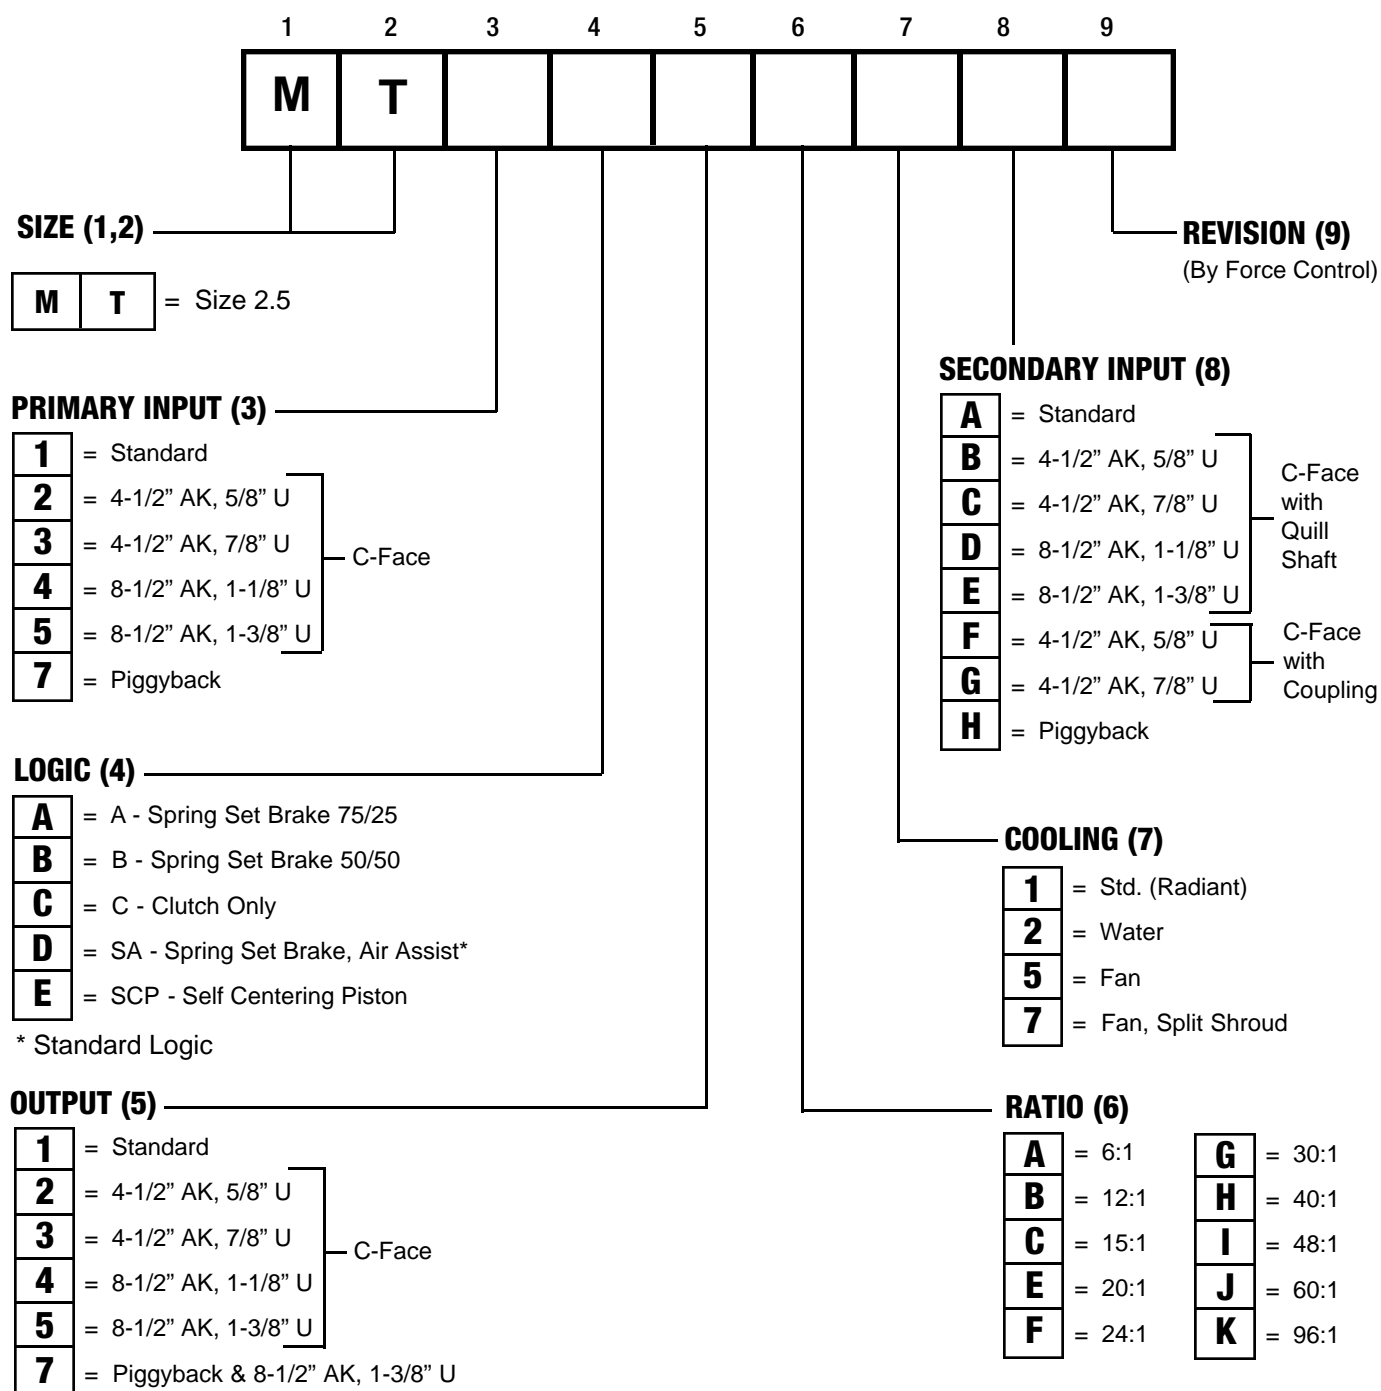 1 2 3 4 5 6 7 8 9
M T
SIZE (1,2)
M T = Size 2.5
REVISION (9)
(By Force Control)
PRIMARY INPUT (3)
1 = Standard
2 = 4-1/2” AK, 5/8” U
3 = 4-1/2” AK, 7/8” U
4 = 8-1/2” AK, 1-1/8” U
5 = 8-1/2” AK, 1-3/8” U
C-Face
7 = Piggyback
SECONDARY INPUT (8)
A = Standard
B = 4-1/2” AK, 5/8” U
C = 4-1/2” AK, 7/8” U
D = 8-1/2” AK, 1-1/8” U
E = 8-1/2” AK, 1-3/8” U
C-Face
with
Quill
Shaft
F = 4-1/2” AK, 5/8” U
G = 4-1/2” AK, 7/8” U
C-Face
with
Coupling
H = Piggyback
LOGIC (4)
A = A - Spring Set Brake 75/25
B = B - Spring Set Brake 50/50
C = C - Clutch Only
D = SA - Spring Set Brake, Air Assist*
E = SCP - Self Centering Piston
* Standard Logic
COOLING (7)
1 = Std. (Radiant)
2 = Water
5 = Fan
7 = Fan, Split Shroud
OUTPUT (5)
1 = Standard
2 = 4-1/2” AK, 5/8” U
3 = 4-1/2” AK, 7/8” U
4 = 8-1/2” AK, 1-1/8” U
5 = 8-1/2” AK, 1-3/8” U
C-Face
7 = Piggyback & 8-1/2” AK, 1-3/8” U
RATIO (6)
A = 6:1
B = 12:1
C = 15:1
E = 20:1
F = 24:1
G = 30:1
H = 40:1
I = 48:1
J = 60:1
K = 96:1